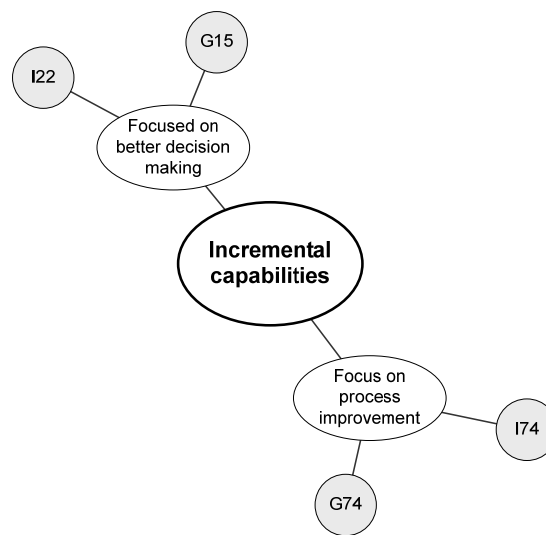 G15
I22
Focused on
better decision
making
Incremental
capabilities
Focus on
process
improvement
I74
G74